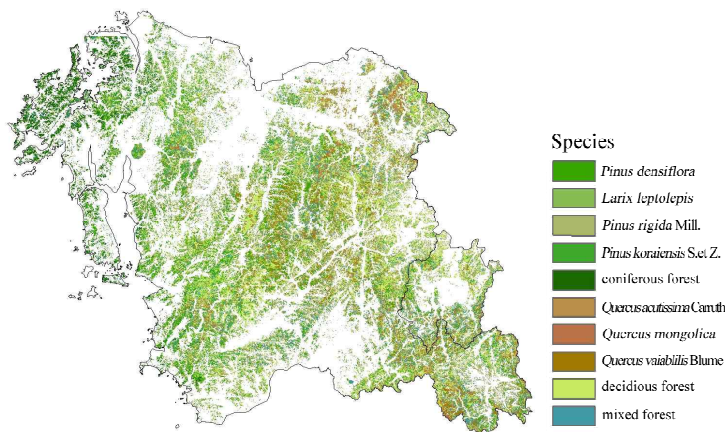 Species
Pinus densiflora
Larix leptolepis
Pinus rigida Mill.
Pinus koraiensis S.et Z.
coniferous forest
Quercus acutissima Carruth
Quercus mongolica
Quercus vaiablilis Blume
decidious forest
mixed forest